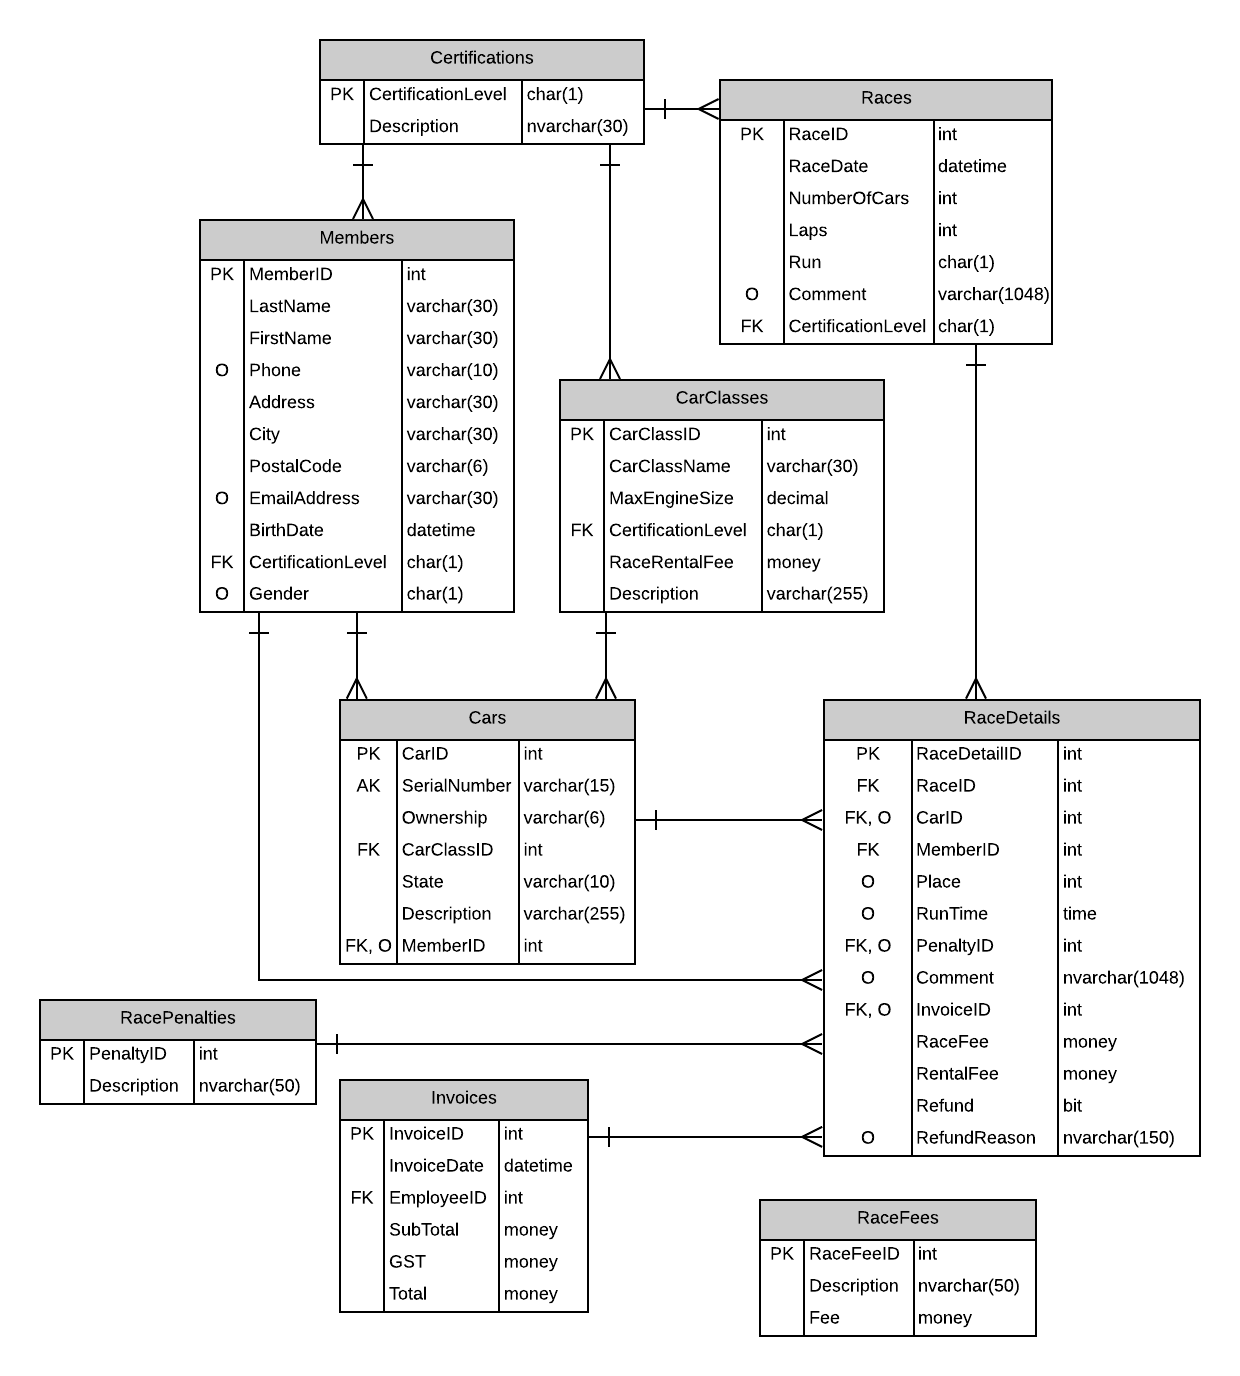 Certifications
PK CertificationLevel char(1)
Description nvarchar(30)
Races
PK RaceID int
RaceDate datetime
NumberOfCars int
Laps int
Run char(1)
O Comment varchar(1048)
FK CertificationLevel char(1)
Members
PK MemberID int
LastName varchar(30)
FirstName varchar(30)
O Phone varchar(10)
Address varchar(30)
City varchar(30)
PostalCode varchar(6)
O EmailAddress varchar(30)
BirthDate datetime
FK CertificationLevel char(1)
O Gender char(1)
CarClasses
PK CarClassID int
CarClassName varchar(30)
MaxEngineSize decimal
FK CertificationLevel char(1)
RaceRentalFee money
Description varchar(255)
Cars
PK CarID int
AK SerialNumber varchar(15)
Ownership varchar(6)
FK CarClassID int
State varchar(10)
Description varchar(255)
FK, O MemberID int
RaceDetails
PK RaceDetailID int
FK RaceID int
FK, O CarID int
FK MemberID int
O Place int
O RunTime time
FK, O PenaltyID int
O Comment nvarchar(1048)
FK, O InvoiceID int
RaceFee money
RentalFee money
Refund bit
O RefundReason nvarchar(150)
RacePenalties
PK PenaltyID int
Description nvarchar(50)
Invoices
PK InvoiceID int
InvoiceDate datetime
FK EmployeeID int
SubTotal money
GST money
Total money
RaceFees
PK RaceFeeID int
Description nvarchar(50)
Fee money